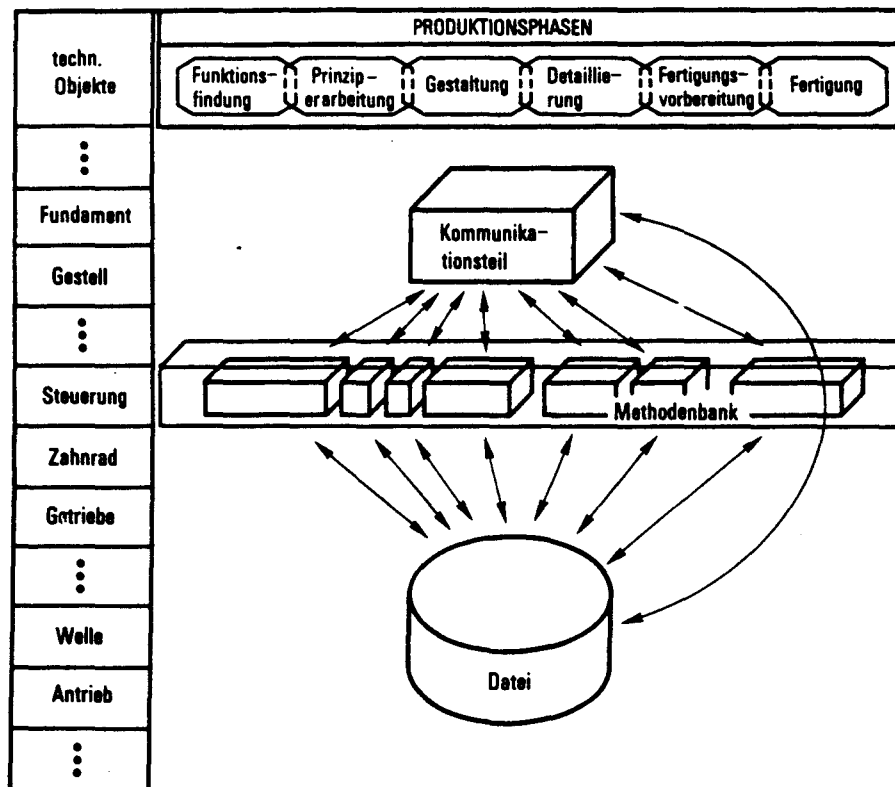 PRODUKTIONSPHASEN
techn.
Objekte
Funktions-
findung
Prinzip-
erarbeitung
Gestaltung
Detaillie-
rung
Fertigungs-
vorbereitung
Fertigung
Fundament
Gestell
Steuerung
Zahnrad
Getriebe
Welle
Antrieb
Kommunika-
tionsteil
Methodenbank
Datei